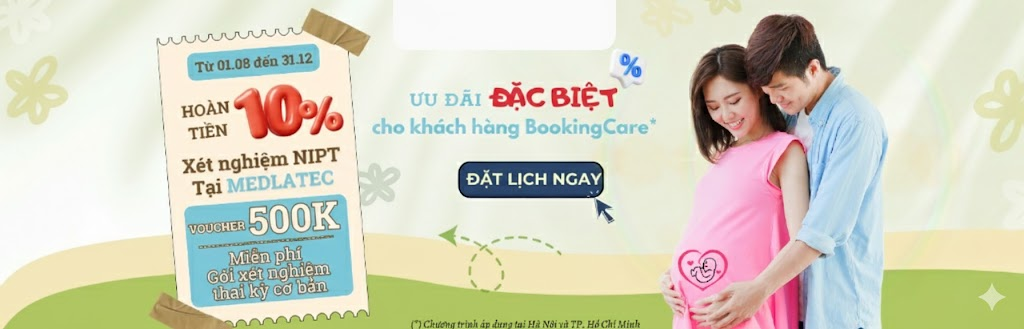 Từ 01.08 đến 31.12
HOÀN TIỀN 10%
Xét nghiệm NIPT
Tại MEDLATEC
VOUCHER 500K
Miễn phí
Gói xét nghiệm
thai kỳ cơ bản
%
ƯU ĐÃI ĐẶC BIỆT
cho khách hàng BookingCare*
ĐẶT LỊCH NGAY
(*) Chương trình áp dụng tại Hà Nội và TP. Hồ Chí Minh